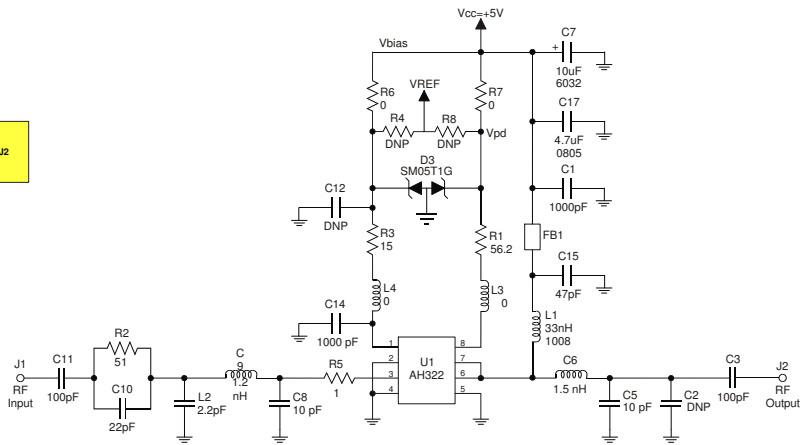 Vcc=+5V
Vbias
C7
+
10uF
6032
R6
0
VREF
R7
0
R4
DNP
R8
DNP
Vpd
C17
4.7uF
0805
J2
D3
SM05T1G
C1
1000pF
C12
DNP
R3
15
R1
56.2
FB1
C15
47pF
L4
0
L3
0
C14
1000 pF
L1
33nH
1008
J1
RF
Input
C11
100pF
R2
51
C10
22pF
L2
2.2pF
C
9
1.2
nH
C8
10 pF
R5
1
U1
AH322
1
2
3
4
8
7
6
5
C6
1.5 nH
C5
10 pF
C2
DNP
C3
100pF
J2
RF
Output